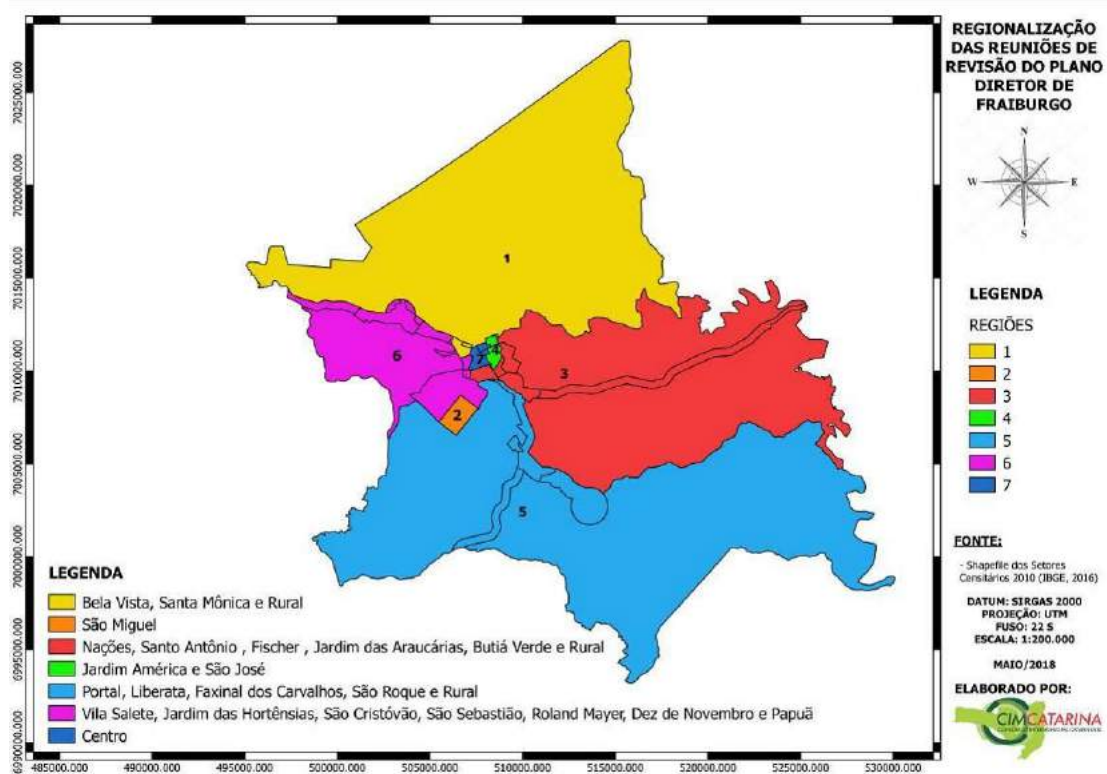 REGIONALIZAÇÃO
DAS REUNIÕES DE
REVISÃO DO PLANO
DIRETOR DE
FRAIBURGO
N
W
E
S
LEGENDA
REGIÕES
1
2
3
4
5
6
7
FONTE:
- Shapefile dos Setores
Censitários 2010 (IBGE, 2016)
DATUM: SIRGAS 2000
PROJEÇÃO: UTM
FUSO: 22 S
ESCALA: 1:200.000
MAIO/2018
ELABORADO POR:
CIMCATARINA
1
6
7
4
3
2
5
LEGENDA
Bela Vista, Santa Mônica e Rural
São Miguel
Nações, Santo Antônio , Fischer , Jardim das Araucárias, Butiá Verde e Rural
Jardim América e São José
Portal, Liberata, Faxinal dos Carvalhos, São Roque e Rural
Vila Salete, Jardim das Hortênsias, São Cristóvão, São Sebastião, Roland Mayer, Dez de Novembro e Papuã
Centro
7025000.000
7020000.000
7015000.000
7010000.000
7005000.000
7000000.000
6995000.000
6990000.000
485000.000
490000.000
495000.000
500000.000
505000.000
510000.000
515000.000
520000.000
525000.000
530000.000